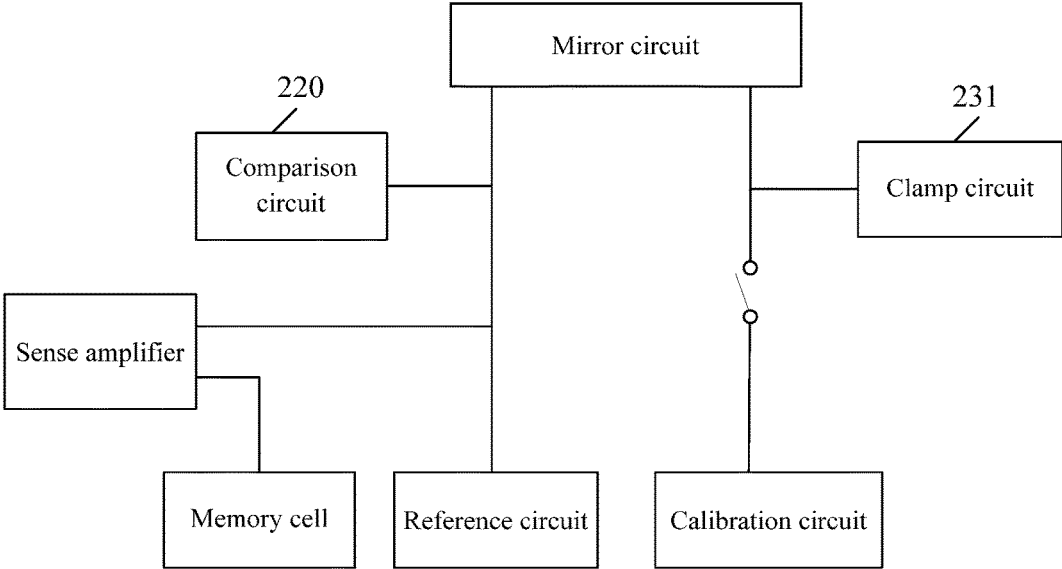 Mirror circuit
220
231
Comparison
circuit
Clamp circuit
Sense amplifier
Memory cell
Reference circuit
Calibration circuit